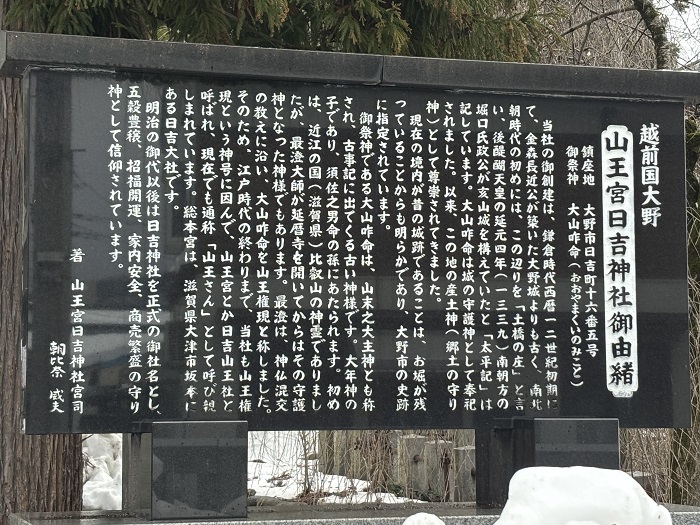 越前国大野
山王宮日吉神社御由緒
鎮座地　大野市日吉町十六番五号
御祭神　大山咋命（おおやまくいのみこと）
当社の御創建は、鎌倉時代西暦一二世紀初期に
て、金森長近公が築いた大野城よりも古く、南北
朝時代の初めには、この辺りを「土橋の庄」と言
い、後醍醐天皇の延元四年（一三三九）南朝方の
堀口氏政公が亥山城を構えていたと「太平記」は
記しています。大山咋命は城の守護神として奉祀
されました。以来、この地の産土神（郷土の守り
神）として尊崇されてきました。
現在の境内が昔の城跡であることは、お堀が残
っていることからも明らかであり、大野市の史跡
に指定されています。
御祭神である大山咋命は、山末之大主神とも称
され、古事記に出てくる古い神様です。大年神の
子であり、須佐之男命の孫にあたられます。初め
は、近江の国（滋賀県）比叡山の神霊でありまし
たが、最澄大師が延暦寺を開いてからはその守護
神となった神様でもあります。最澄は、神仏混交
の教えに沿い、大山咋命を山王権現と称しました。
そのため、江戸時代の終わりまで、当社も山王権
現という神号に因んで、山王宮とか日吉山王社と
呼ばれ、現在でも通称「山王さん」として呼び親
しまれています。総本宮は、滋賀県大津市坂本に
ある日吉大社です。
明治の御代以後は日吉神社を正式の御社名とし、
五穀豊穣、招福開運、家内安全、商売繁盛の守り
神として信仰されています。
著　山王宮日吉神社宮司
朝比奈　威夫